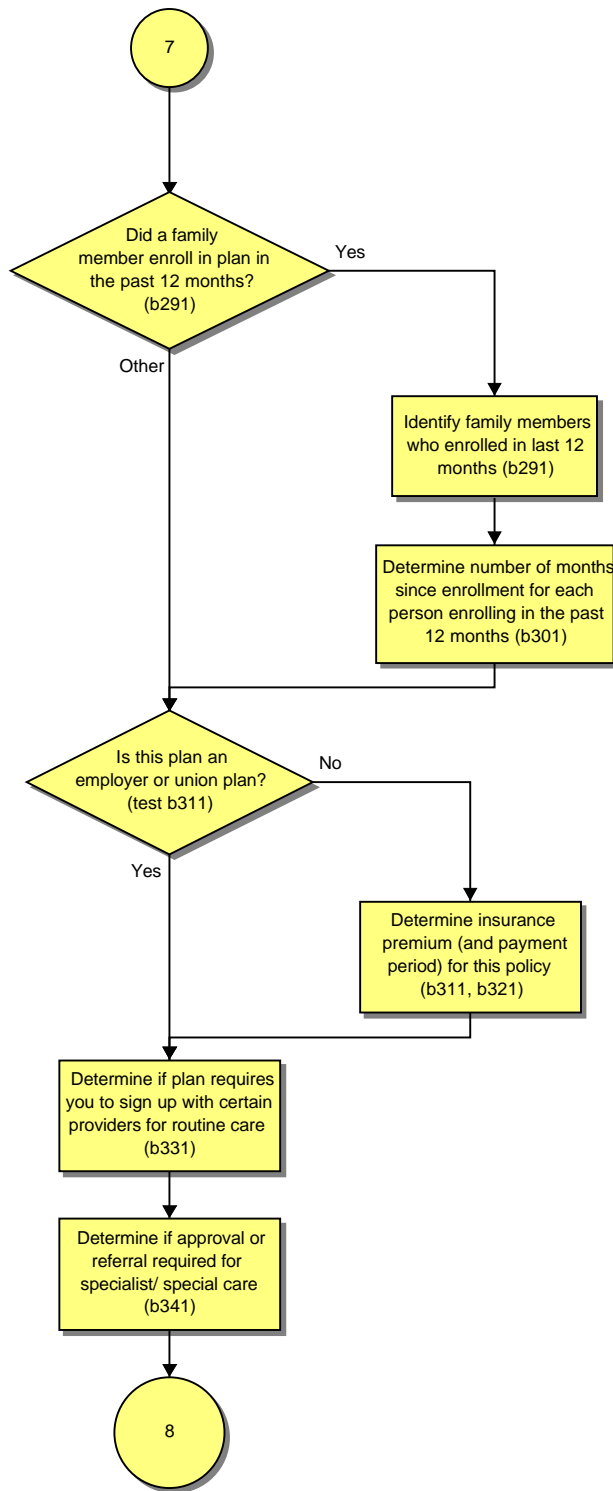 7
Did a family
member enroll in plan in
the past 12 months?
(b291)
Yes
Other
Identify family members
who enrolled in last 12
months (b291)
Determine number of months
since enrollment for each
person enrolling in the past
12 months (b301)
Is this plan an
employer or union plan?
(test b311)
No
Yes
Determine insurance
premium (and payment
period) for this policy
(b311, b321)
Determine if plan requires
you to sign up with certain
providers for routine care
(b331)
Determine if approval or
referral required for
specialist/ special care
(b341)
8